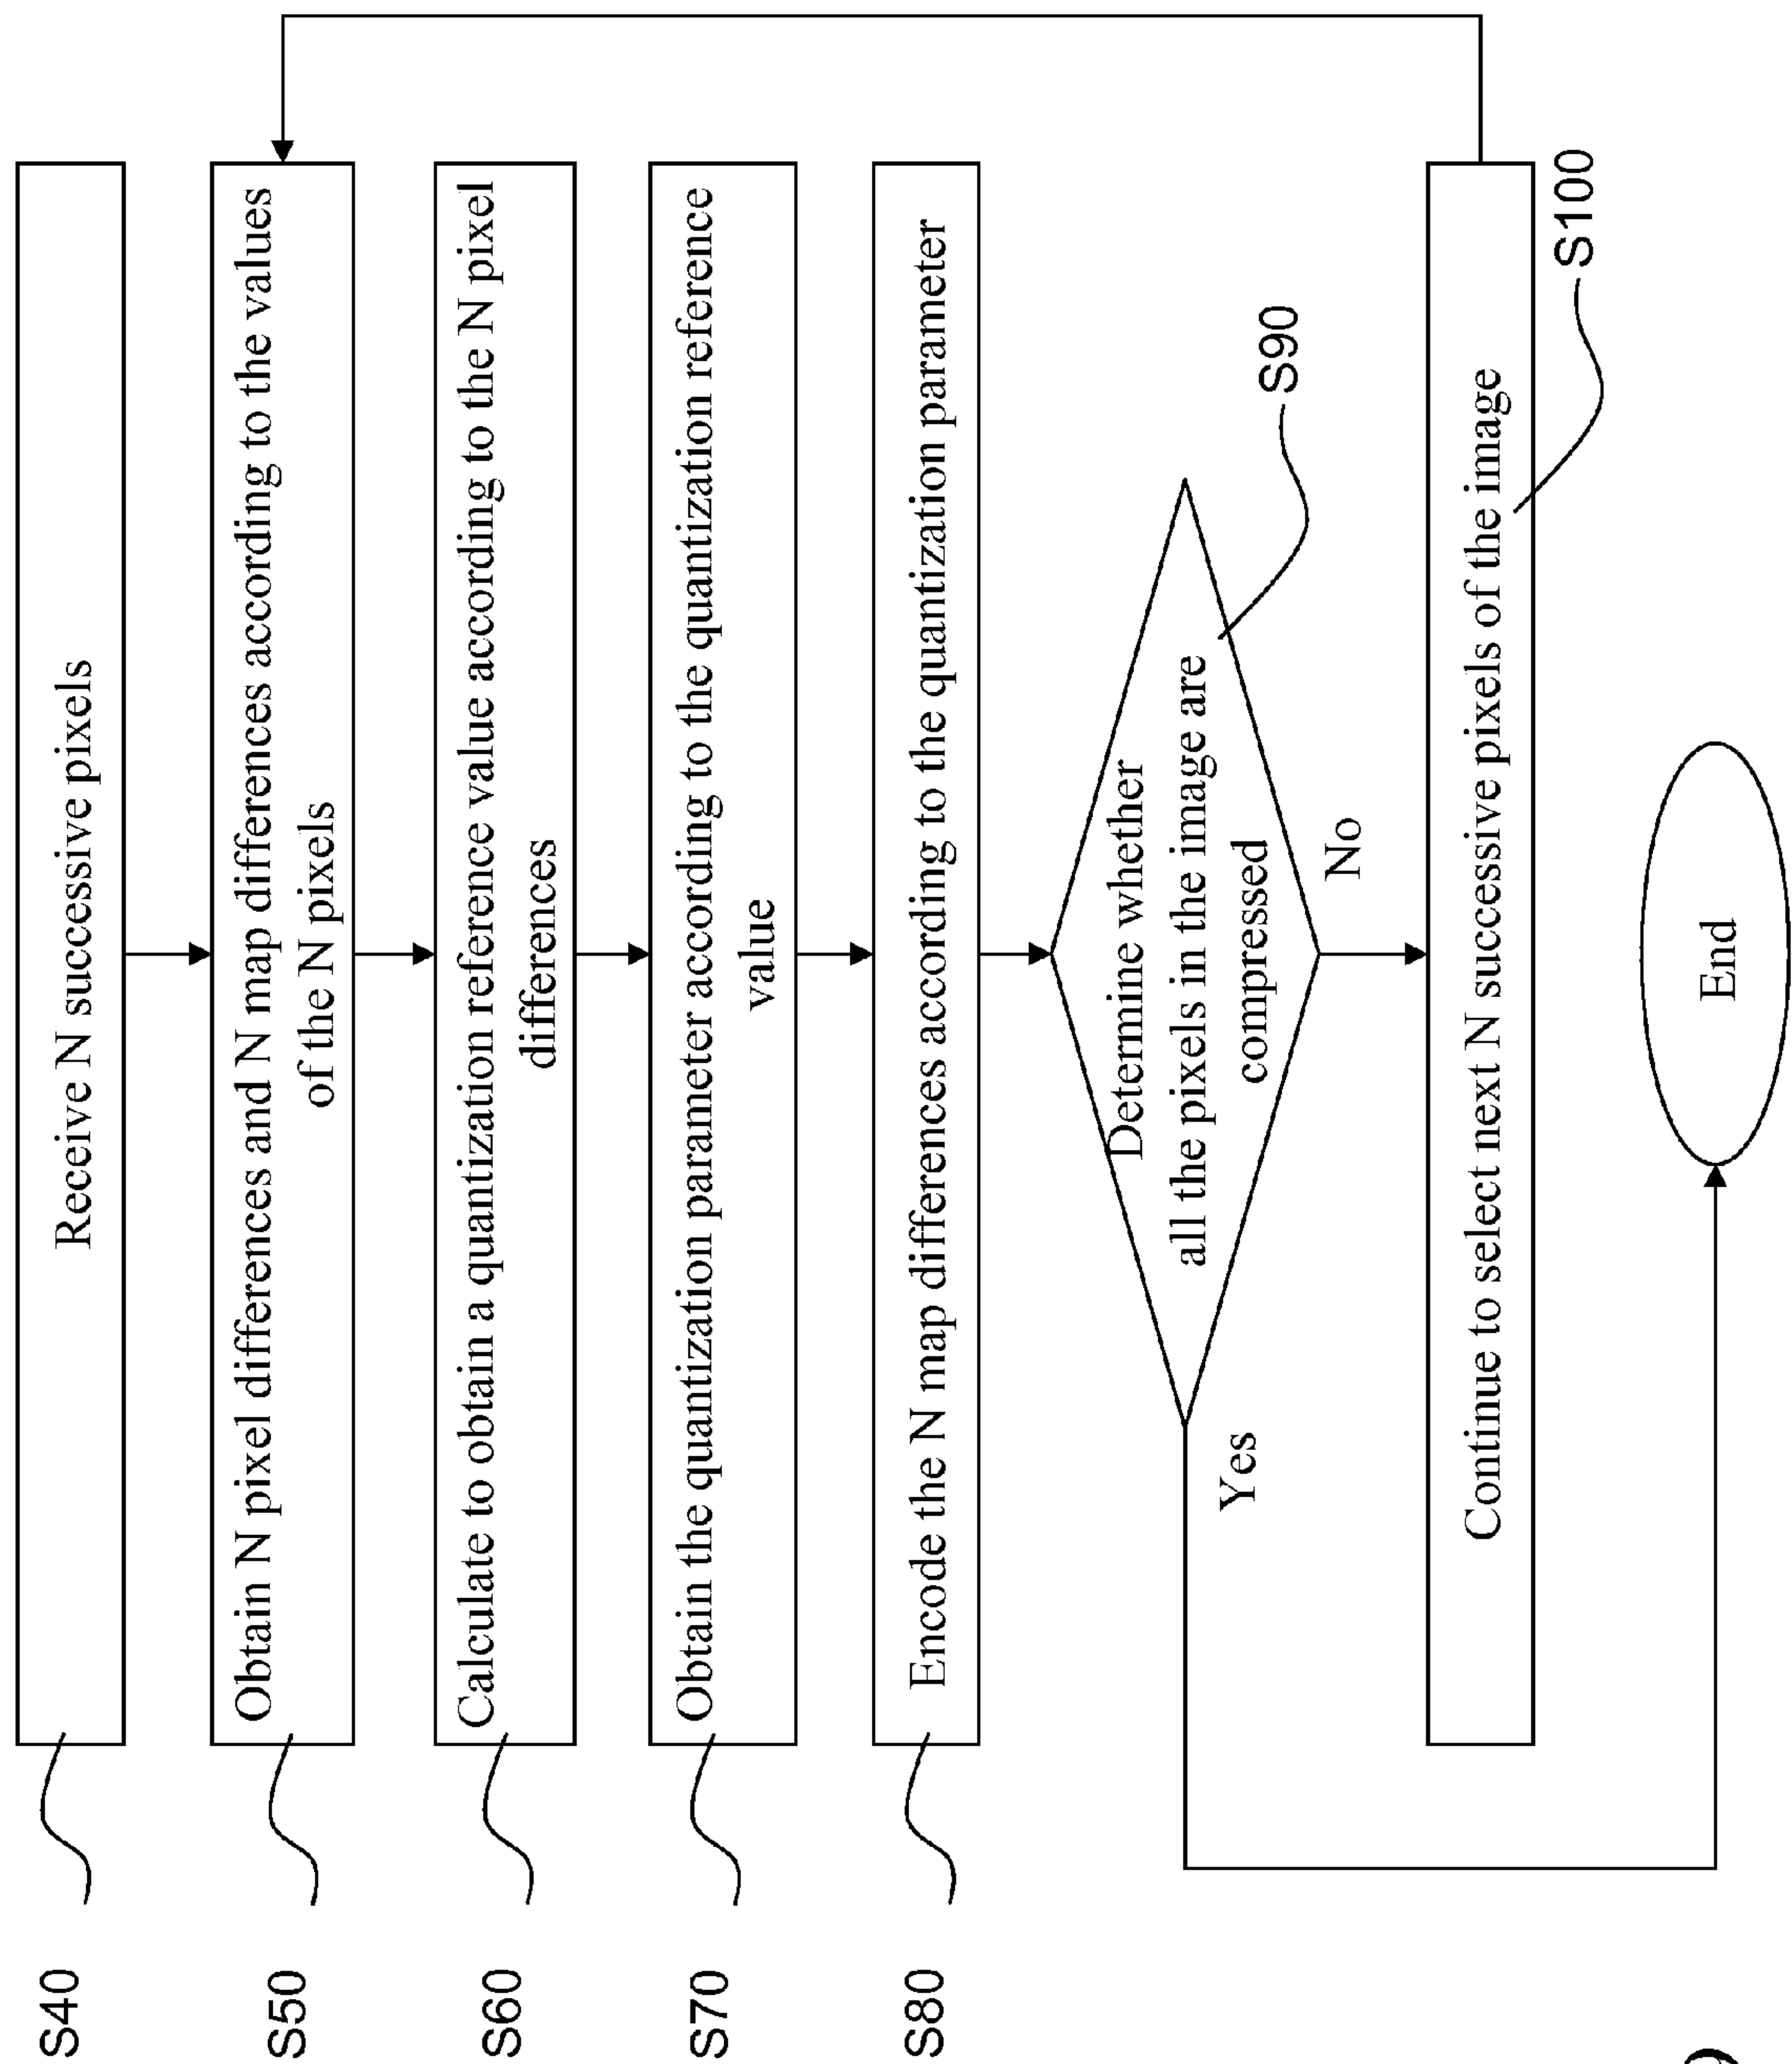 S40
Receive N successive pixels
S50
Obtain N pixel differences and N map differences according to the values
of the N pixels
S60
Calculate to obtain a quantization reference value according to the N pixel
differences
S70
Obtain the quantization parameter according to the quantization reference
value
S80
Encode the N map differences according to the quantization parameter
Determine whether
all the pixels in the image are
compressed
S90
Yes
No
Continue to select next N successive pixels of the image
S100
End